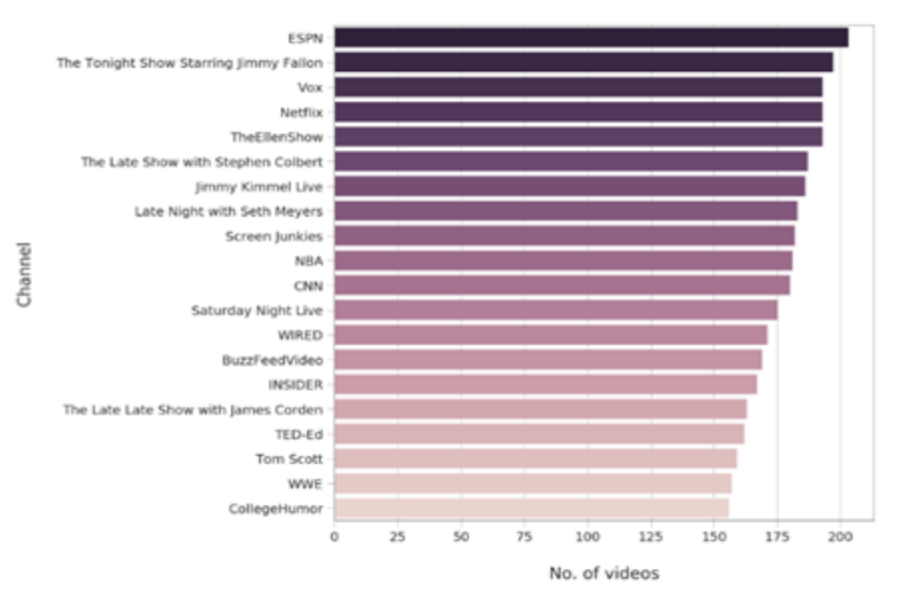 ESPN
The Tonight Show Starring Jimmy Fallon
Vox
Netflix
TheEllenShow
The Late Show with Stephen Colbert
Jimmy Kimmel Live
Late Night with Seth Meyers
Screen Junkies
NBA
CNN
Saturday Night Live
WIRED
BuzzFeedVideo
INSIDER
The Late Late Show with James Corden
TED-Ed
Tom Scott
WWE
CollegeHumor
Channel
0 25 50 75 100 125 150 175 200
No. of videos